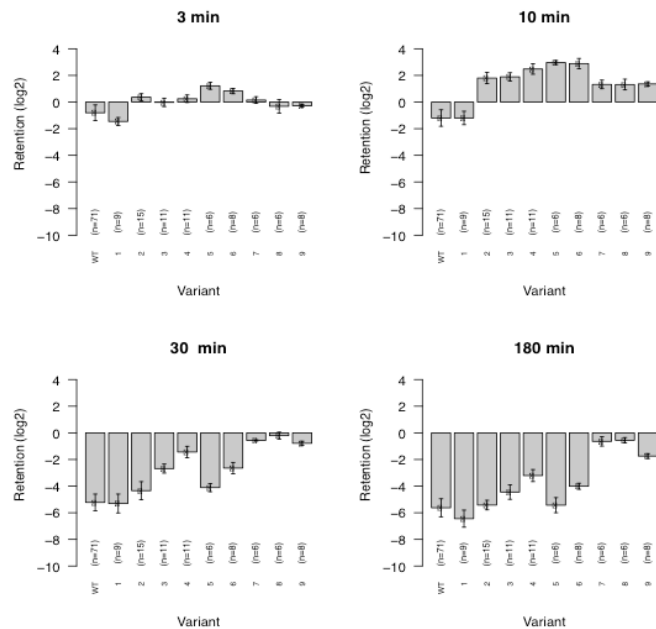 3 min
Retention (log2)
4
2
0
−2
−4
−6
−8
−10
(n=71)
(n=9)
(n=15)
(n=11)
(n=11)
(n=6)
(n=8)
(n=6)
(n=6)
(n=8)
WT
1
2
3
4
5
6
7
8
9
Variant
10 min
Retention (log2)
4
2
0
−2
−4
−6
−8
−10
(n=71)
(n=9)
(n=15)
(n=11)
(n=11)
(n=6)
(n=8)
(n=6)
(n=6)
(n=8)
WT
1
2
3
4
5
6
7
8
9
Variant
30 min
Retention (log2)
4
2
0
−2
−4
−6
−8
−10
(n=71)
(n=9)
(n=15)
(n=11)
(n=11)
(n=6)
(n=8)
(n=6)
(n=6)
(n=8)
WT
1
2
3
4
5
6
7
8
9
Variant
180 min
Retention (log2)
4
2
0
−2
−4
−6
−8
−10
(n=71)
(n=9)
(n=15)
(n=11)
(n=11)
(n=6)
(n=8)
(n=6)
(n=6)
(n=8)
WT
1
2
3
4
5
6
7
8
9
Variant